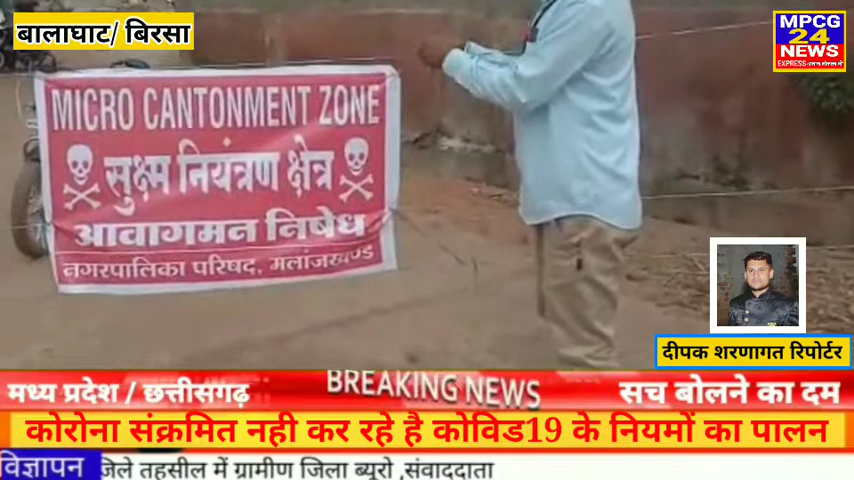 बालाघाट/ बिरसा
MPCG
24
NEWS
EXPRESS
MICRO CANTONMENT ZONE
सुक्ष्म नियंत्रण क्षेत्र
आवागमन निषेध
नगरपालिका परिषद, मलांजखण्ड
दीपक शरणागत रिपोर्टर
मध्य प्रदेश / छत्तीसगढ़ BREAKING NEWS सच बोलने का दम
कोरोना संक्रमित नही कर रहे है कोविड19 के नियमों का पालन
विज्ञापन जिले तहसील में ग्रामीण जिला ब्यूरो ,संवाददाता